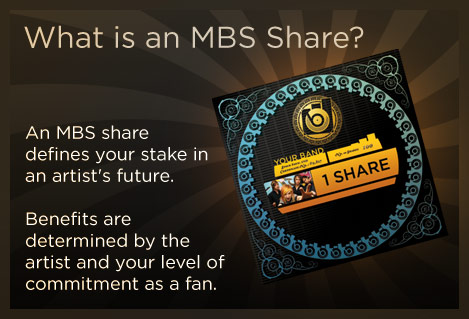 What is an MBS Share?
An MBS share
defines your stake in
an artist's future.
Benefits are
determined by the
artist and your level of
commitment as a fan.
YOUR BAND
1 SHARE